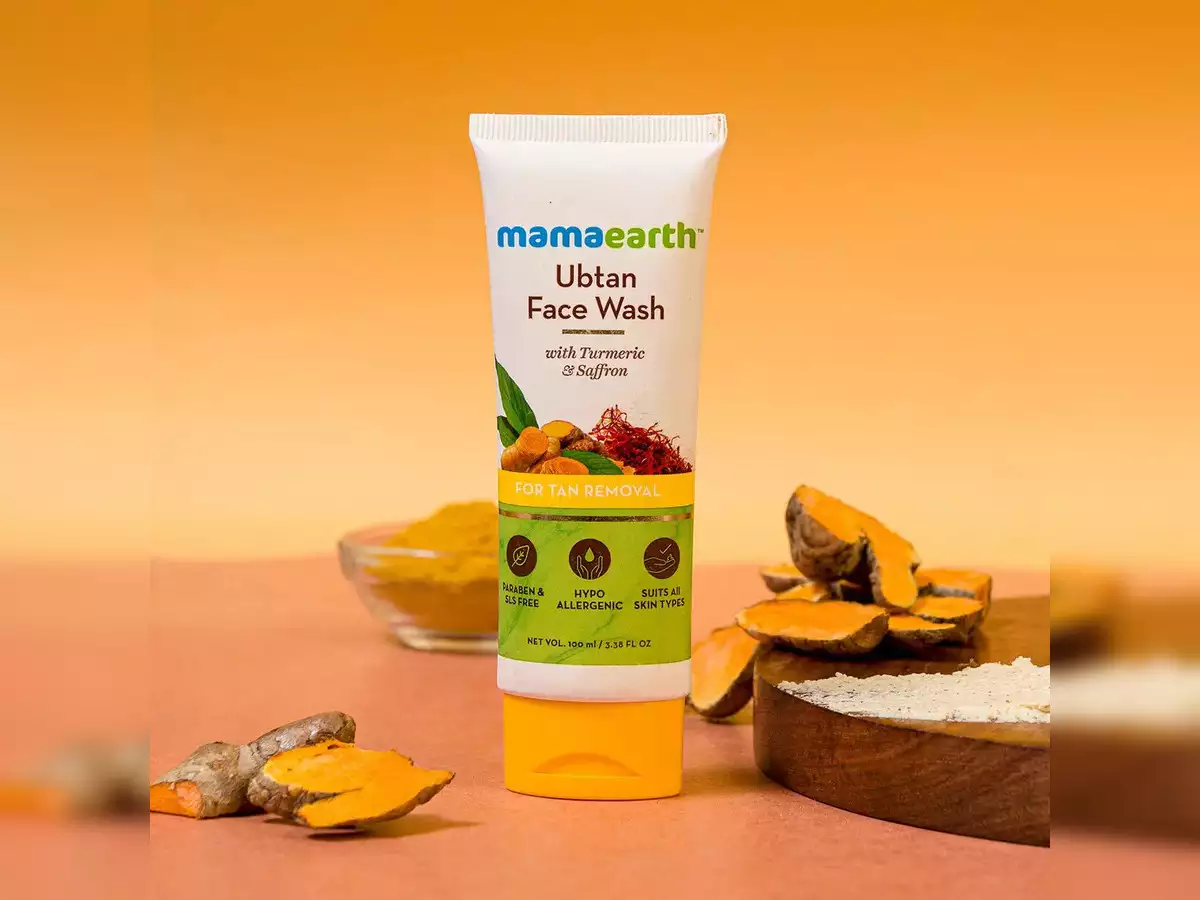 mamaearth™
Ubtan
Face Wash
with Turmeric
& Saffron
FOR TAN REMOVAL
PARABEN &
SLS FREE
HYPO
ALLERGENIC
SUITS All
SKIN TYPES
NET VOL. 100 ml / 3.38 FL OZ